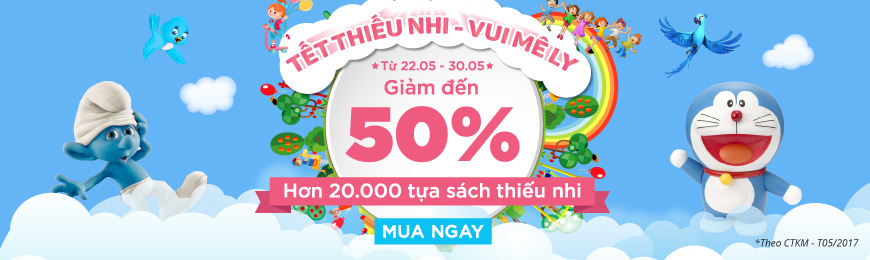 TẾT THIẾU NHI - VUI MÊ LY
★Từ 22.05 - 30.05★
Giảm đến
50%
Hơn 20.000 tựa sách thiếu nhi
MUA NGAY
*Theo CTKM - T05/2017